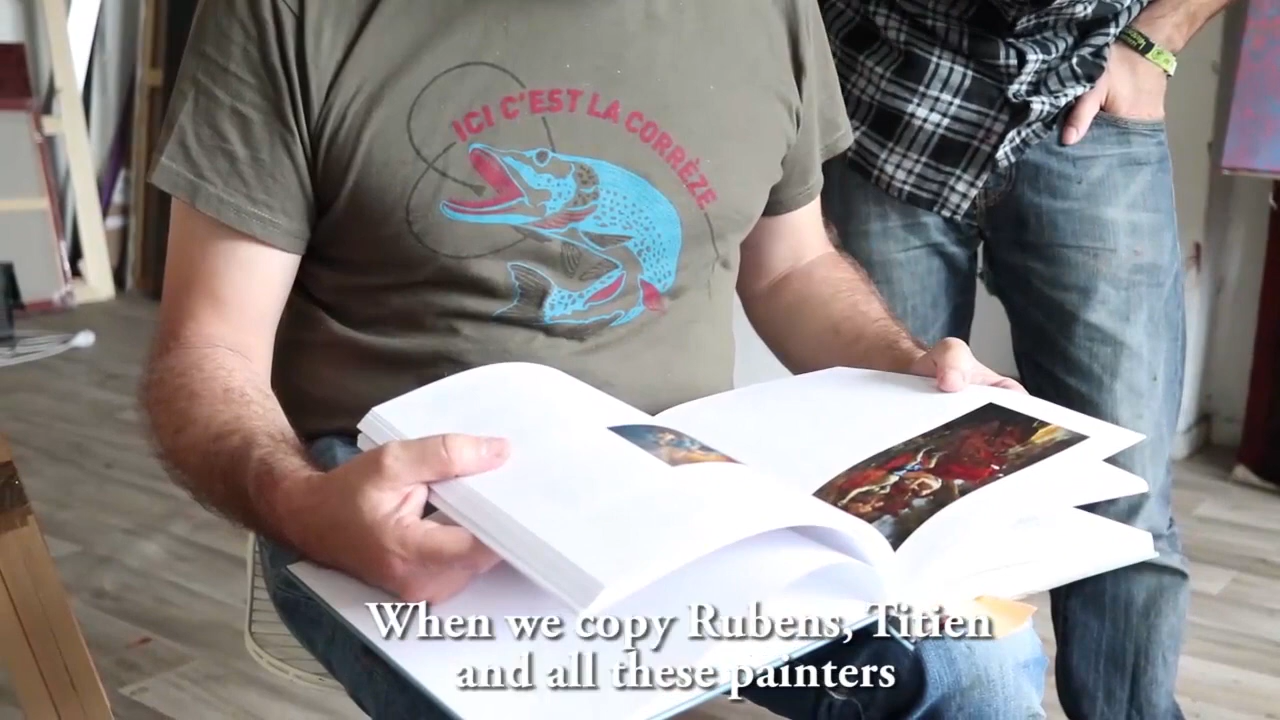 ICI C'EST LA CORRÈZE
When we copy Rubens, Titien
and all these painters